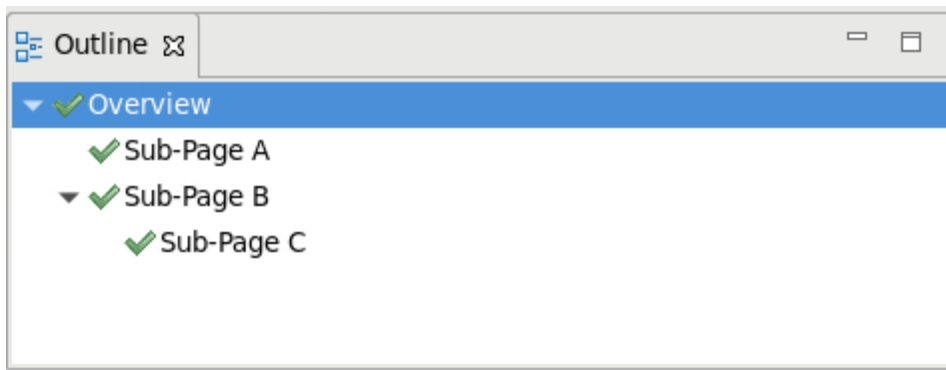 Outline
Overview
Sub-Page A
Sub-Page B
Sub-Page C